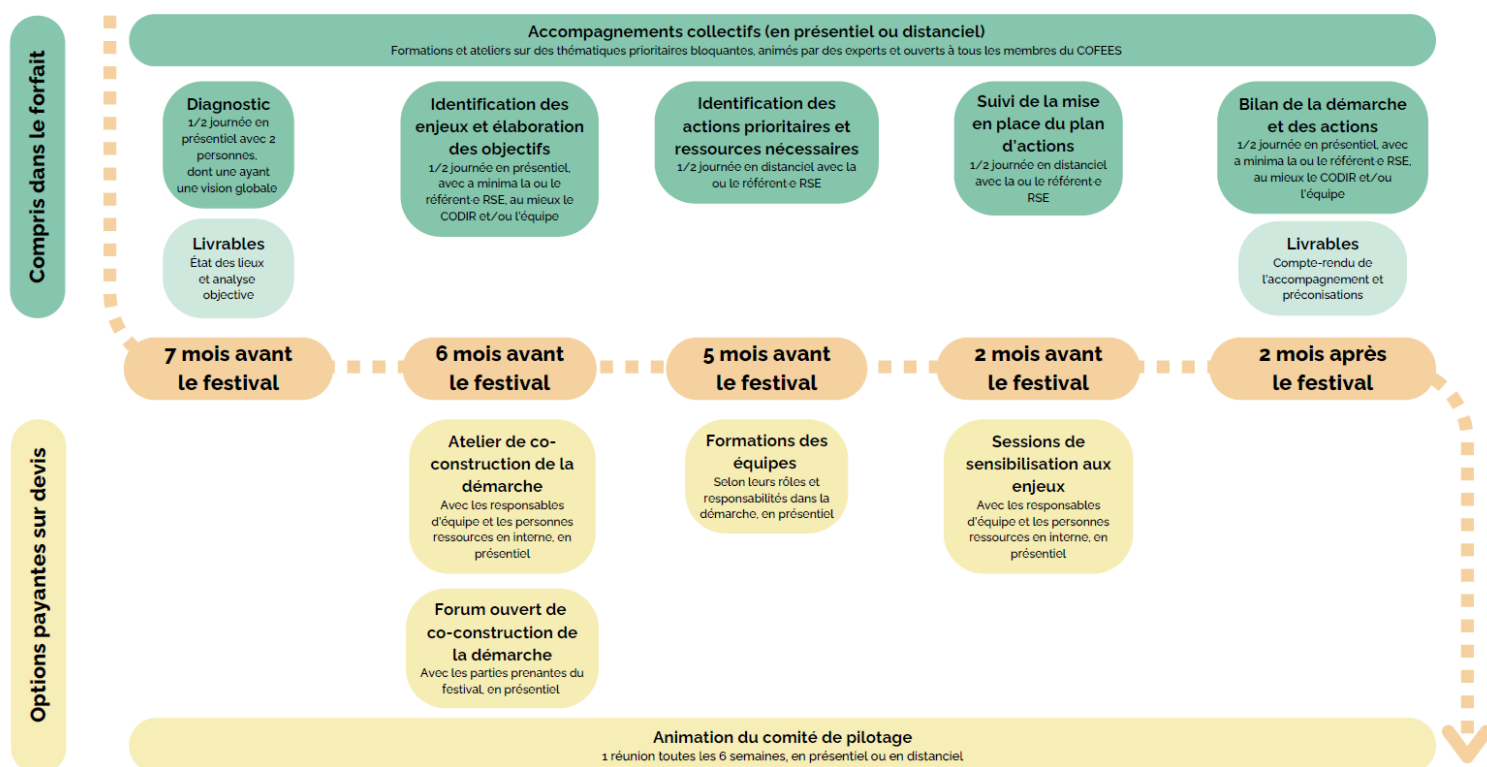 Compris dans le forfait
Accompagnements collectifs (en présentiel ou distanciel)
Formations et ateliers sur des thématiques prioritaires bloquantes, animés par des experts et ouverts à tous les membres du COFEES
Diagnostic
1/2 journée en
présentiel avec 2
personnes,
dont une ayant
une vision globale
Livrables
État des lieux
et analyse
objective
Identification des
enjeux et élaboration
des objectifs
1/2 journée en présentiel,
avec a minima la ou le
référent·e RSE, au mieux le
CODIR et/ou l'équipe
Identification des
actions prioritaires et
ressources nécessaires
1/2 journée en distanciel avec la
ou le référent·e RSE
Suivi de la mise
en place du plan
d'actions
1/2 journée en distanciel
avec la ou le référent·e
RSE
Bilan de la démarche
et des actions
1/2 journée en présentiel, avec
a minima la ou le référent·e RSE,
au mieux le CODIR et/ou
l'équipe
Livrables
Compte-rendu de
l'accompagnement et
préconisations
7 mois avant
le festival
6 mois avant
le festival
5 mois avant
le festival
2 mois avant
le festival
2 mois après
le festival
Options payantes sur devis
Atelier de co-
construction de la
démarche
Avec les responsables
d'équipe et les personnes
ressources en interne, en
présentiel
Forum ouvert de
co-construction de
la démarche
Avec les parties prenantes du
festival, en présentiel
Formations des
équipes
Selon leurs rôles et
responsabilités dans la
démarche, en présentiel
Sessions de
sensibilisation aux
enjeux
Avec les responsables
d'équipe et les personnes
ressources en interne, en
présentiel
Animation du comité de pilotage
1 réunion toutes les 6 semaines, en présentiel ou en distanciel